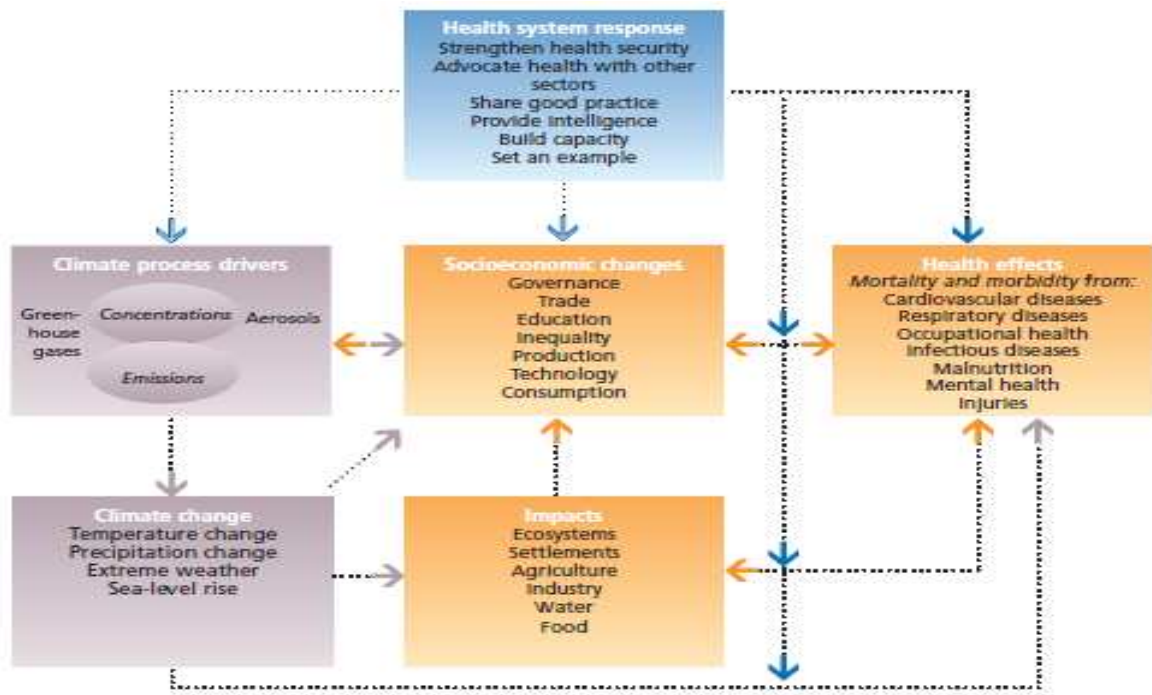 Health system response
Strengthen health security
Advocate health with other
sectors
Share good practice
Provide intelligence
Build capacity
Set an example
Climate process drivers
Green-
house
gases
Concentrations
Aerosols
Emissions
Socioeconomic changes
Governance
Trade
Education
Inequality
Production
Technology
Consumption
Health effects
Mortality and morbidity from:
Cardiovascular diseases
Respiratory diseases
Occupational health
Infectious diseases
Malnutrition
Mental health
Injuries
Climate change
Temperature change
Precipitation change
Extreme weather
Sea-level rise
Impacts
Ecosystems
Settlements
Agriculture
Industry
Water
Food